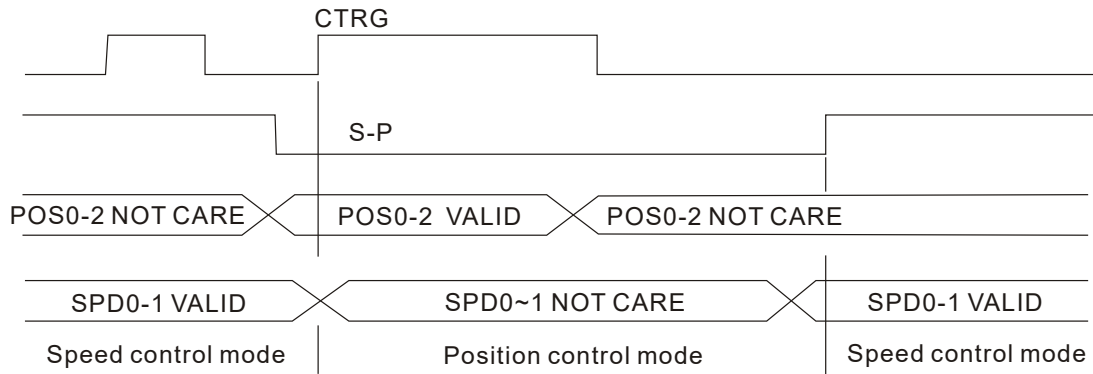 CTRG
S-P
POS0-2 NOT CARE POS0-2 VALID POS0-2 NOT CARE
SPD0-1 VALID SPD0~1 NOT CARE SPD0-1 VALID
Speed control mode Position control mode Speed control mode